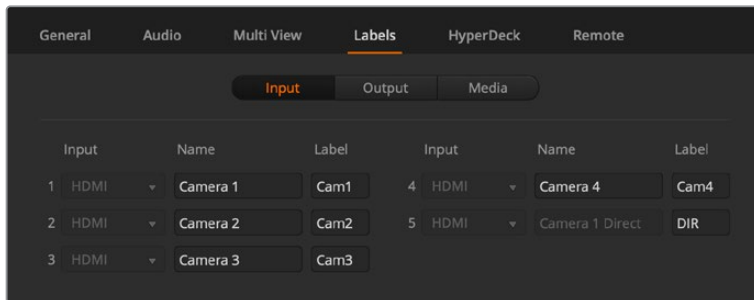 General Audio Multi View Labels HyperDeck Remote
Input Output Media
Input Name Label Input Name Label
1 HDMI Camera 1 Cam1 4 HDMI Camera 4 Cam4
2 HDMI Camera 2 Cam2 5 HDMI Camera 1 Direct DIR
3 HDMI Camera 3 Cam3